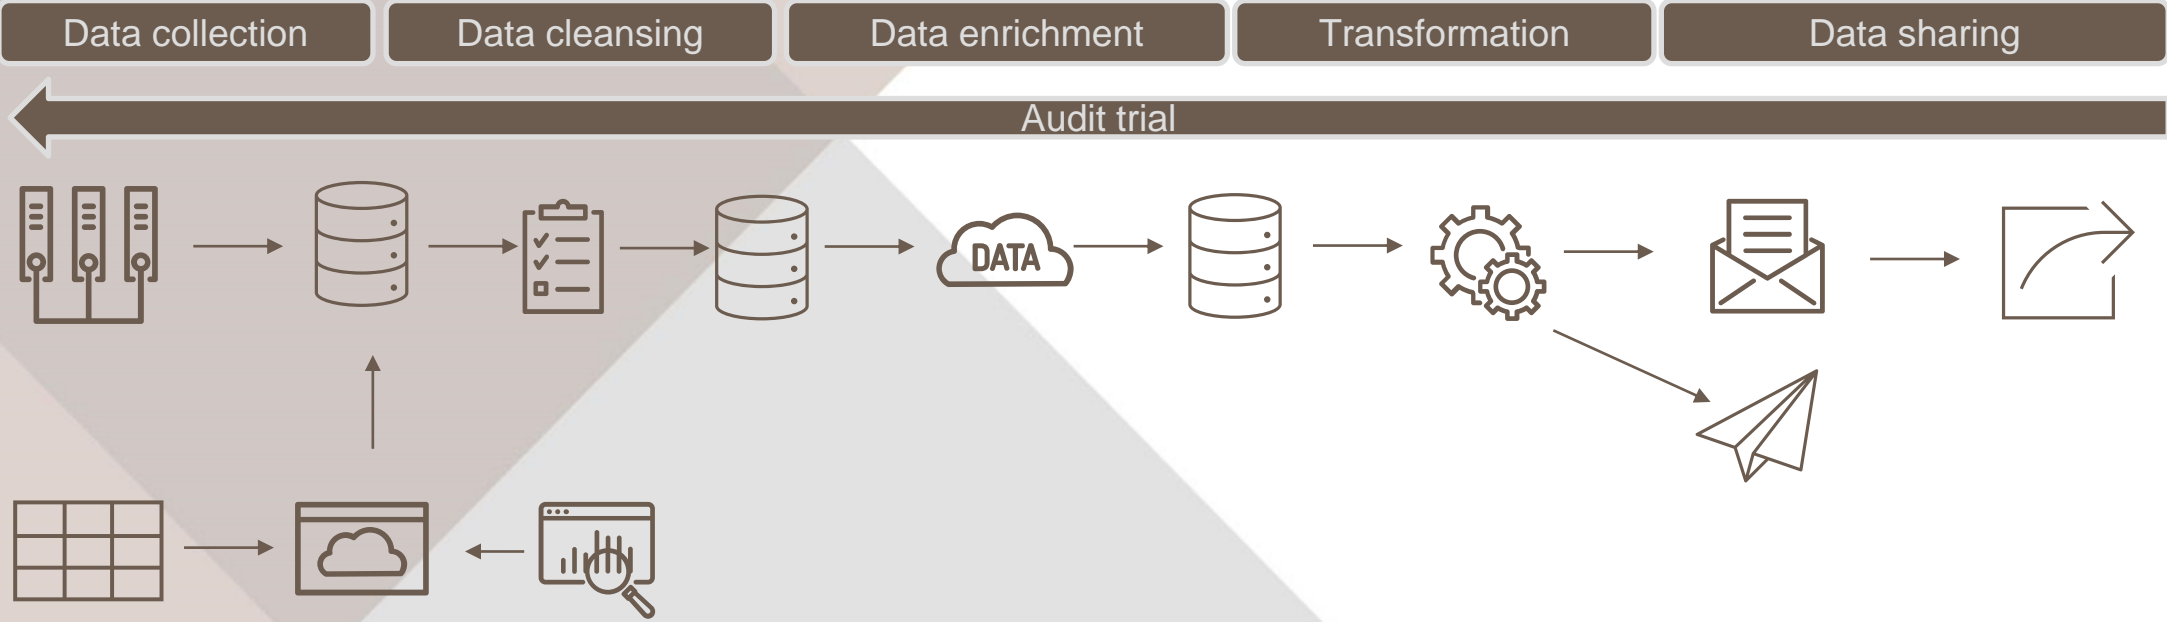 Data collection
Data cleansing
Data enrichment
Transformation
Data sharing
Audit trial
DATA